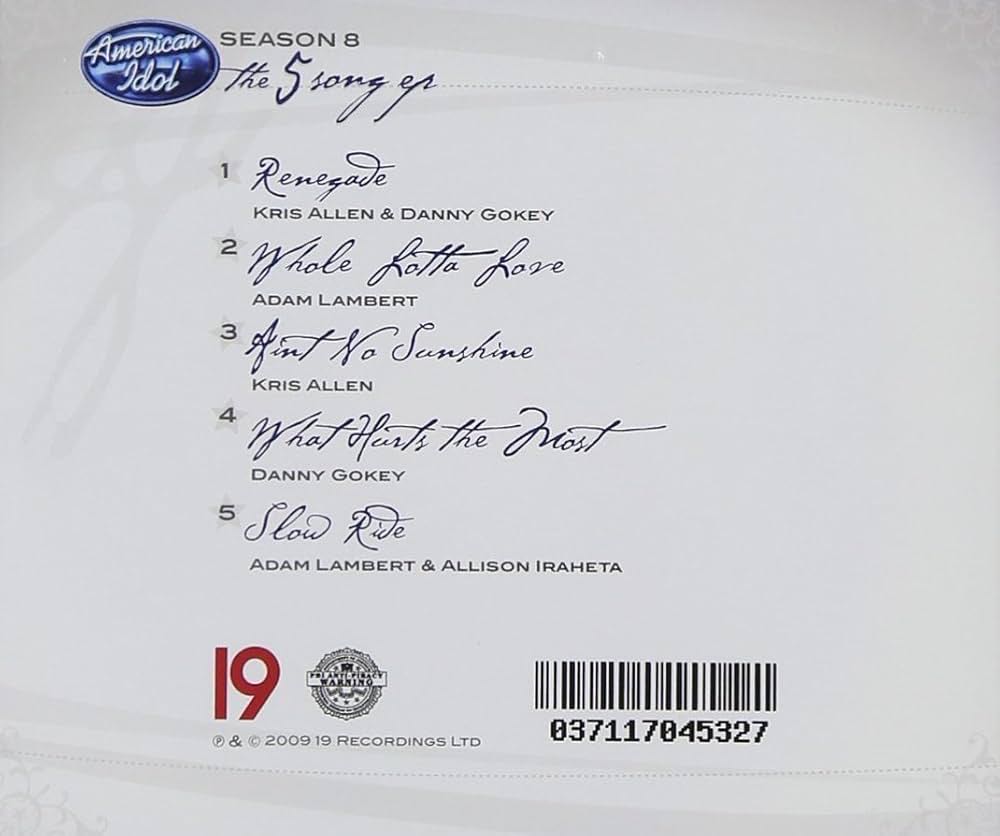 American Idol
SEASON 8
the 5 song ep
1 Renegade
KRIS ALLEN & DANNY GOKEY
2 Whole Lotta Love
ADAM LAMBERT
3 Aint No Sunshine
KRIS ALLEN
4 What Hurts the Most
DANNY GOKEY
5 Slow Ride
ADAM LAMBERT & ALLISON IRAHETA
19
FBI ANTI-PIRACY
WARNING
℗ & © 2009 19 RECORDINGS LTD
037117045327